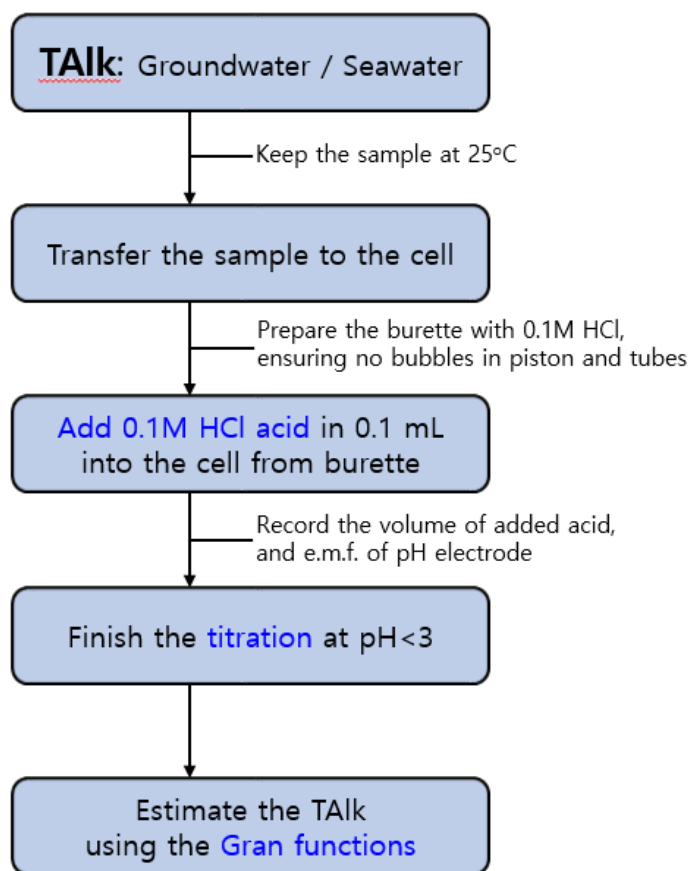 TAlk: Groundwater / Seawater
Keep the sample at 25°C
Transfer the sample to the cell
Prepare the burette with 0.1M HCl,
ensuring no bubbles in piston and tubes
Add 0.1M HCl acid in 0.1 mL
into the cell from burette
Record the volume of added acid,
and e.m.f. of pH electrode
Finish the titration at pH<3
Estimate the TAlk
using the Gran functions